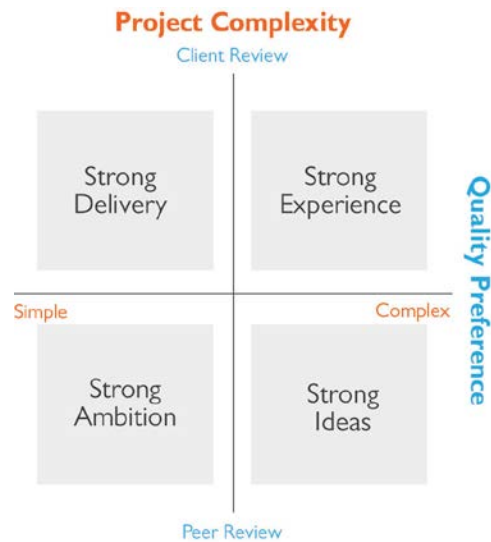 Project Complexity
Client Review
Strong
Delivery
Strong
Experience
Quality Preference
Simple
Complex
Strong
Ambition
Strong
Ideas
Peer Review